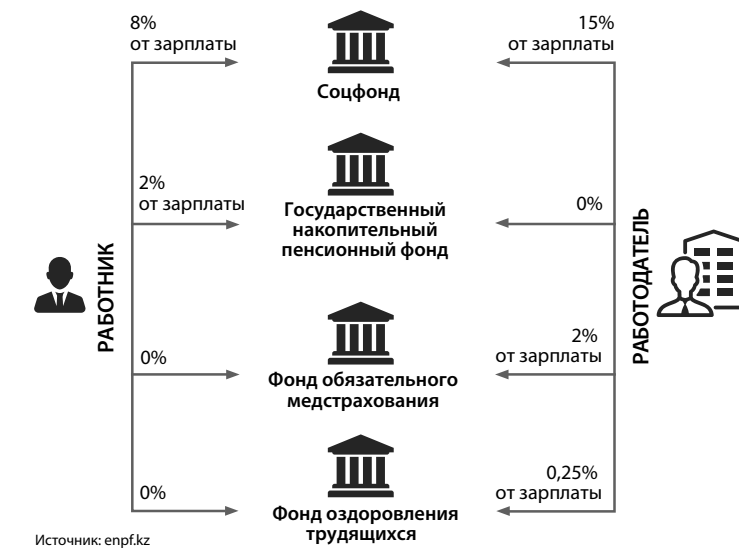 8%
от зарплаты
15%
от зарплаты
Соцфонд
2%
от зарплаты
0%
Государственный
накопительный
пенсионный фонд
РАБОТНИК
РАБОТОДАТЕЛЬ
0%
2%
от зарплаты
Фонд обязательного
медстрахования
0%
0,25%
от зарплаты
Фонд оздоровления
трудящихся
Источник: enpf.kz